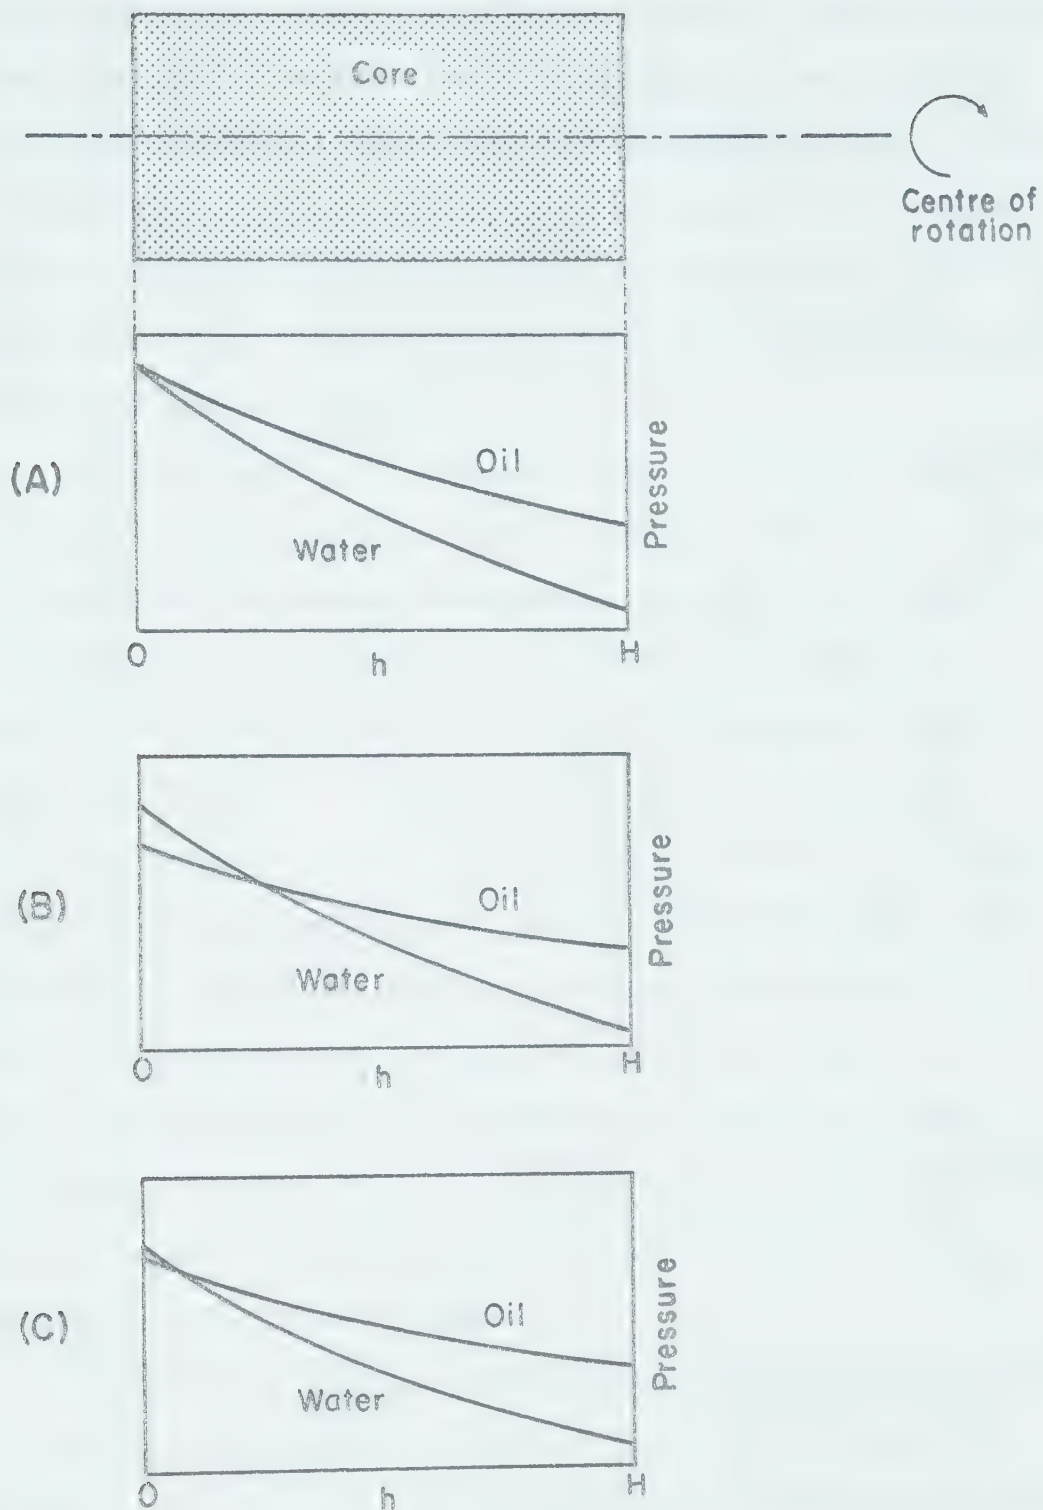 Core
Centre of
rotation
(A)
Oil
Water
Pressure
O
h
H
(B)
Oil
Water
Pressure
O
h
H
(C)
Oil
Water
Pressure
O
h
H